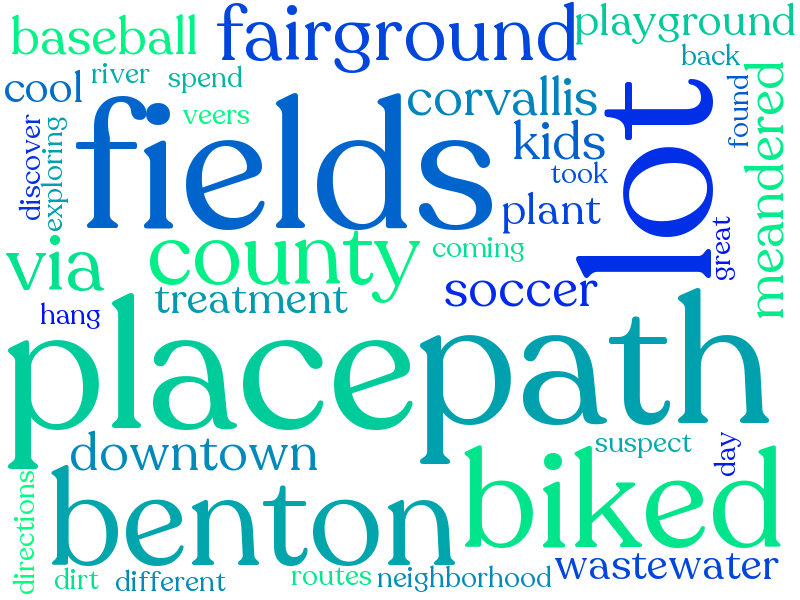 baseball
fairground
playground
back
cool
river
spend
veers
fields
corvallis
kids
took
plant
lot
found
meandered
discover
exploring
great
via
county
coming
treatment
soccer
hang
place
path
downtown
suspect
day
benton
biked
directions
dirt
different
routes
neighborhood
wastewater